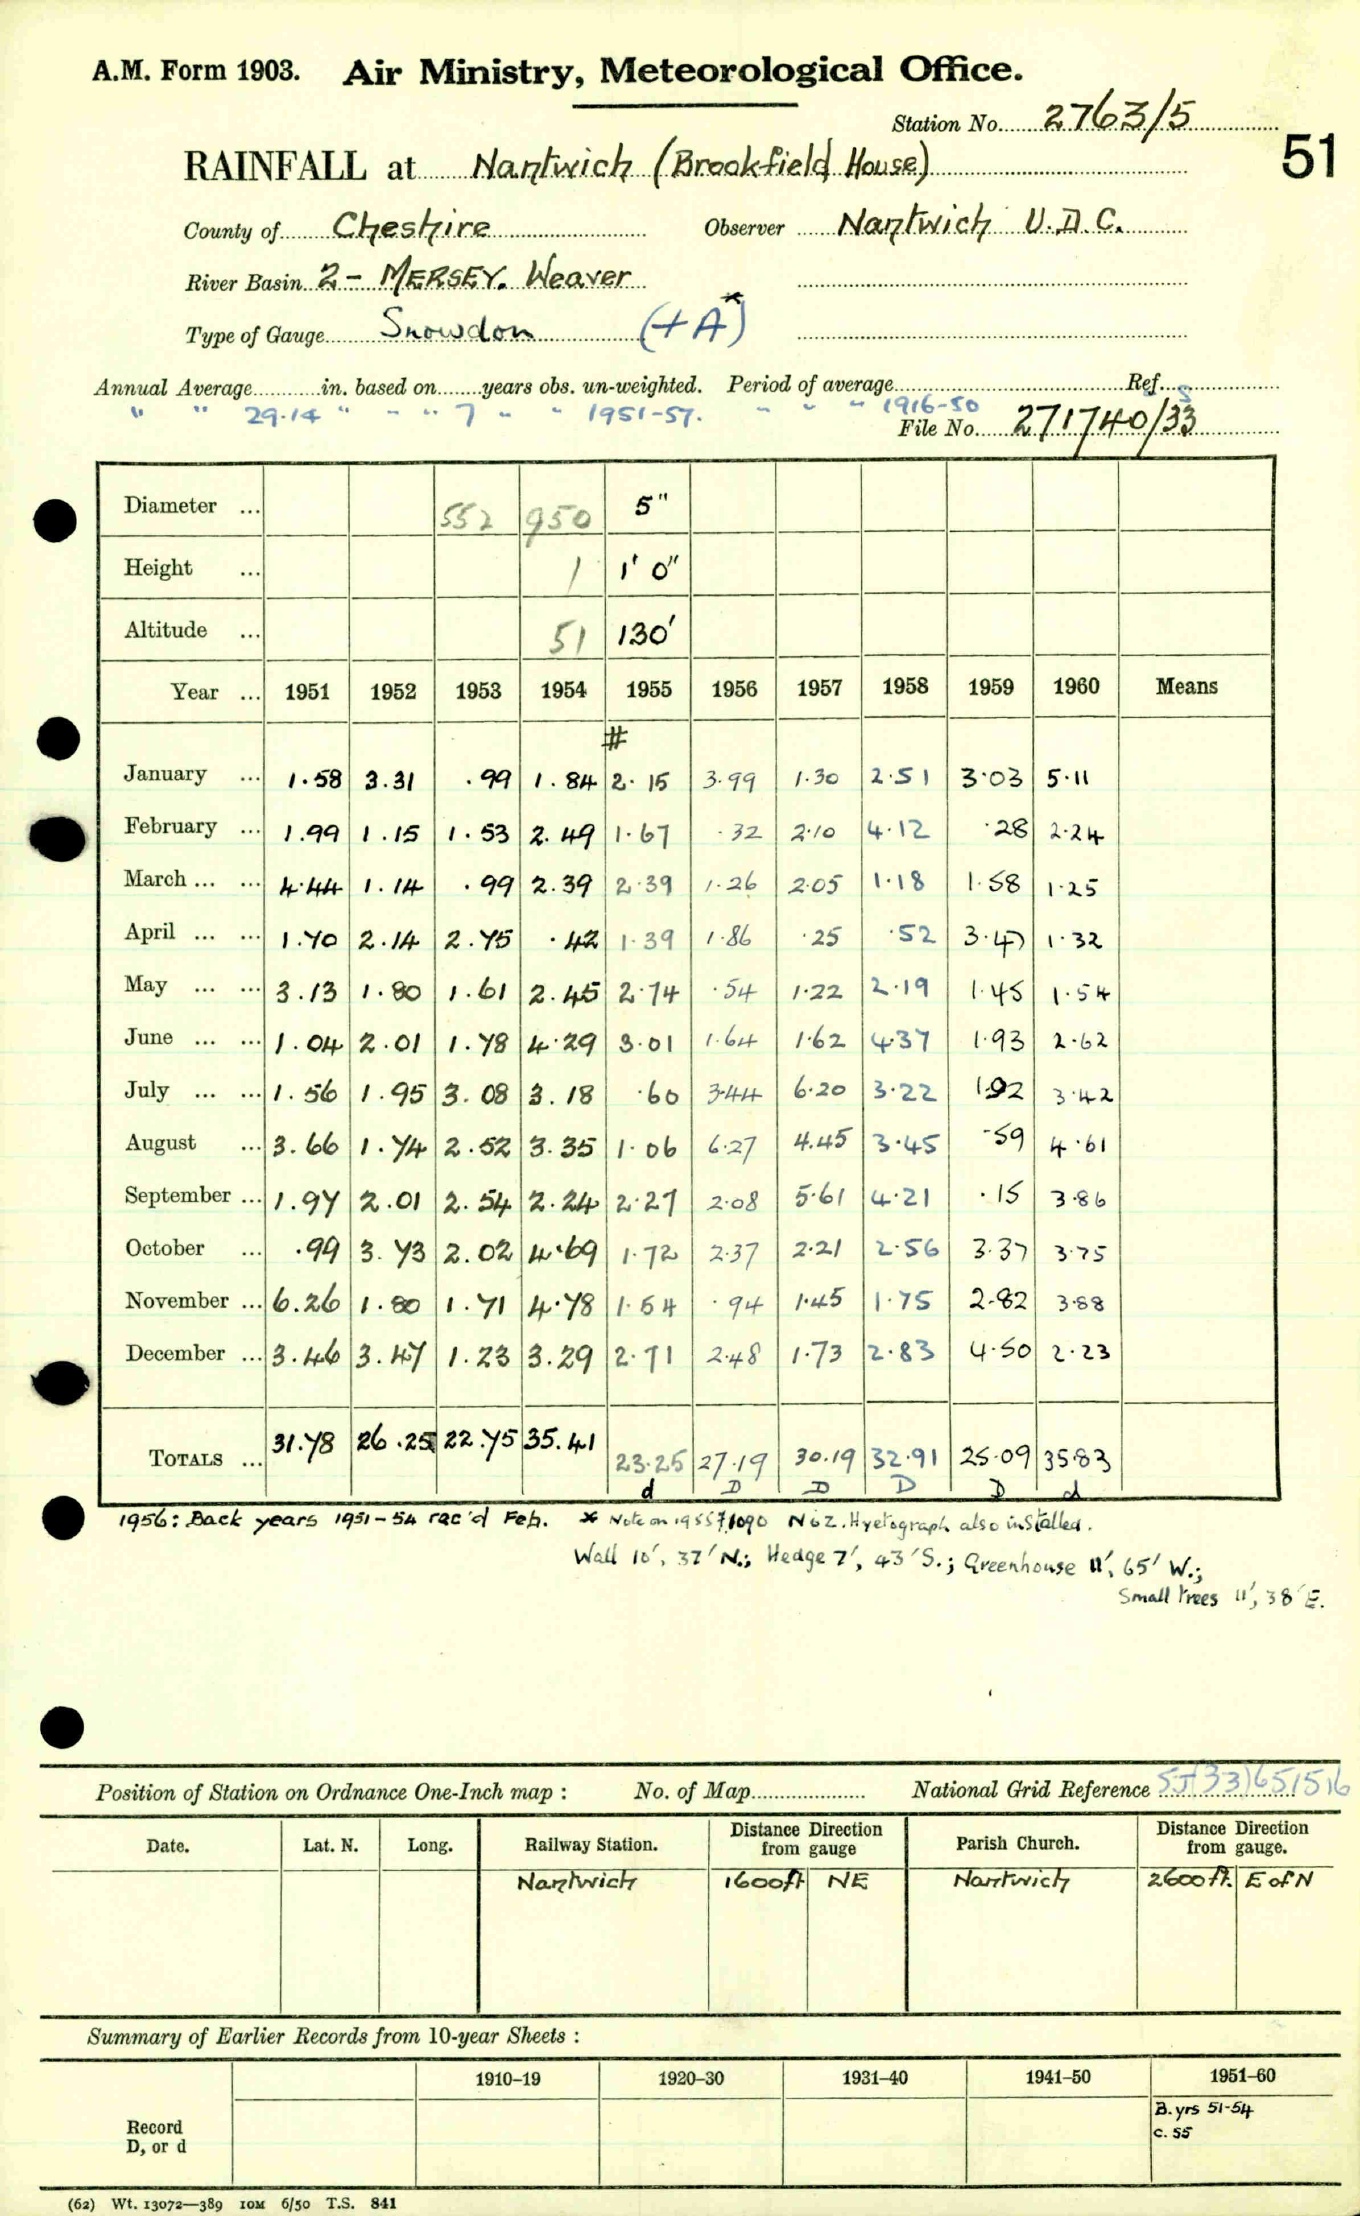 A.M. Form 1903. Air Ministry, Meteorological Office.
Station No. 2763/5
51
RAINFALL at Nantwich (Brookfield House)
County of Cheshire Observer Nantwich U.D.C.
River Basin 2 - MERSEY. Weaver
Type of Gauge Snowdon (+A*)
Annual Average in. based on years obs. un-weighted. Period of average Ref.
" " 29.14 " " " 7 " " 1951-57. " " " 1916-50
File No. 271740/33
5
Diameter ... 552 950 5"
Height ... 1 1' 0"
Altitude ... 51 130'
Year ... 1951 1952 1953 1954 1955 1956 1957 1958 1959 1960 Means
#
January ... 1.58 3.31 .99 1.84 2.15 3.99 1.30 2.51 3.03 5.11
February ... 1.99 1.15 1.53 2.49 1.67 .32 2.10 4.12 .28 2.24
March ... ... 4.44 1.14 .99 2.39 2.39 1.26 2.05 1.18 1.58 1.25
April ... ... 1.70 2.14 2.75 .42 1.39 1.86 .25 .52 3.47 1.32
May ... ... 3.13 1.80 1.61 2.45 2.74 .54 1.22 2.19 1.45 1.54
June ... ... 1.04 2.01 1.78 4.29 3.01 1.64 1.62 4.37 1.93 2.62
July ... ... 1.56 1.95 3.08 3.18 .60 3.44 6.20 3.22 1.92 3.42
August ... 3.66 1.74 2.52 3.35 1.06 6.27 4.45 3.45 .59 4.61
September ... 1.97 2.01 2.54 2.24 2.27 2.08 5.61 4.21 .15 3.86
October ... .99 3.73 2.02 4.69 1.72 2.37 2.21 2.56 3.37 3.75
November ... 6.26 1.80 1.71 4.78 1.54 .94 1.45 1.75 2.82 3.88
December ... 3.46 3.47 1.23 3.29 2.71 2.48 1.73 2.83 4.50 2.23
TOTALS ... 31.78 26.25 22.75 35.41 23.25 27.19 30.19 32.91 25.09 35.83
d D D D D d
1956: Back years 1951-54 rec'd Feb. * Note on 1955 f. 1090 No 2. Hyetograph also installed.
Wall 10', 37' N.; Hedge 7', 43' S.; Greenhouse 11', 65' W.;
Small trees 11', 38' E.
Position of Station on Ordnance One-Inch map : No. of Map National Grid Reference SJ(33)651516
Date. Lat. N. Long. Railway Station. Distance Direction from gauge Parish Church. Distance Direction from gauge.
Nantwich 1600ft NE Nantwich 2600ft. E of N
Summary of Earlier Records from 10-year Sheets :
1910–19 1920–30 1931–40 1941–50 1951–60
Record
D, or d
B. yrs 51-54
c. 55
(62) Wt. 13072—389 10M 6/50 T.S. 841